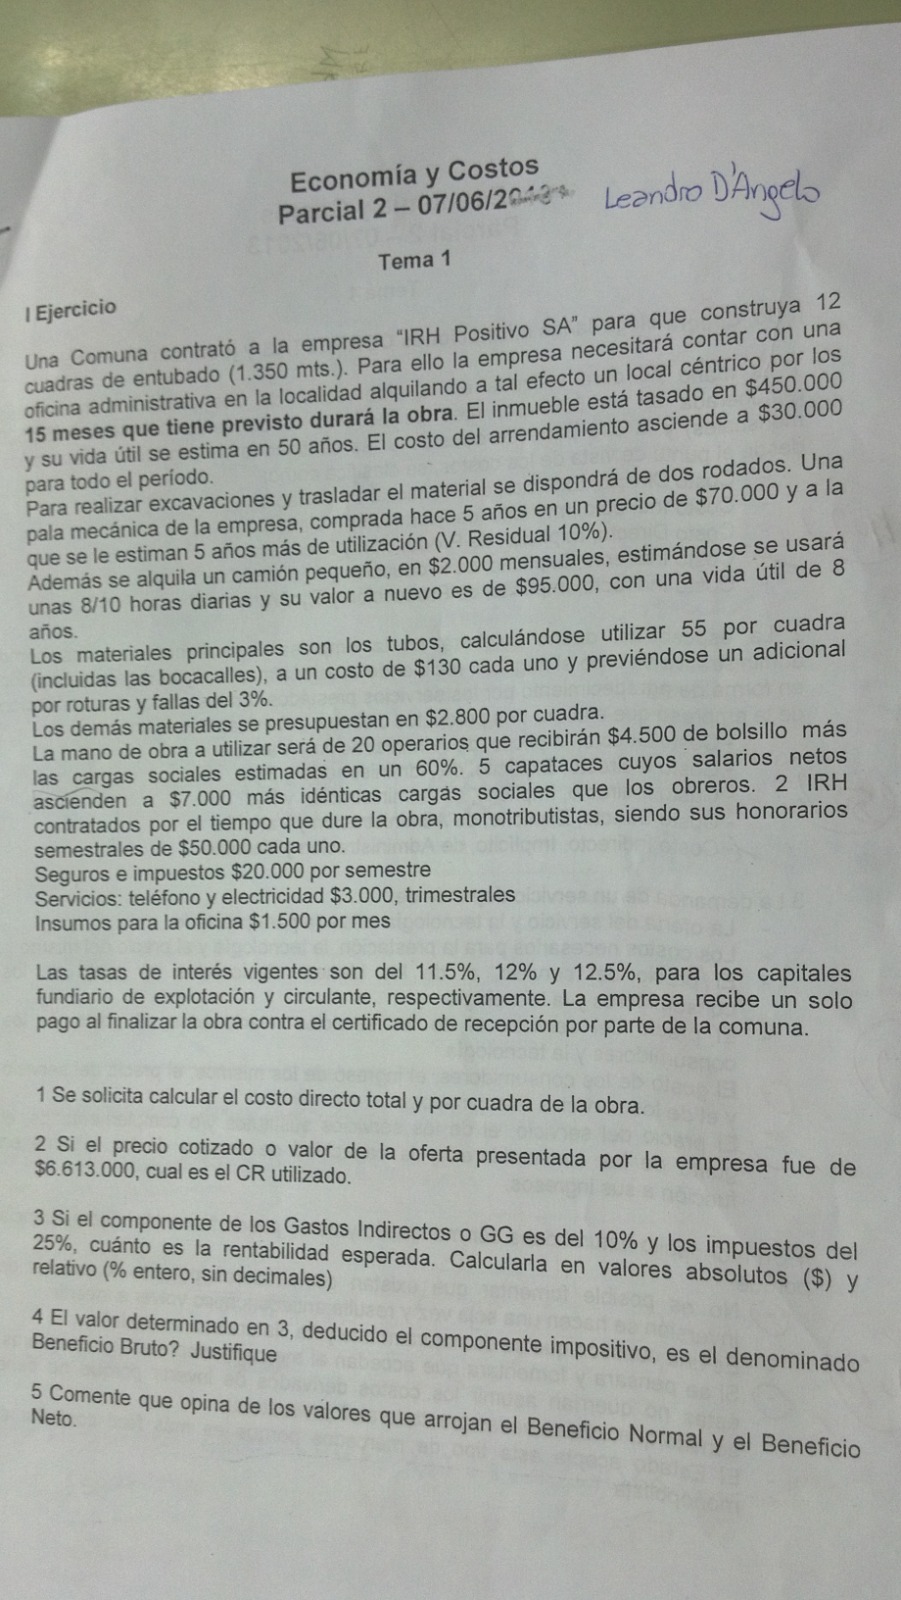 Economía y Costos
Parcial 2 – 07/06/2013
Leandro D'Angelo
Tema 1
I Ejercicio
Una Comuna contrató a la empresa “IRH Positivo SA” para que construya 12
cuadras de entubado (1.350 mts.). Para ello la empresa necesitará contar con una
oficina administrativa en la localidad alquilando a tal efecto un local céntrico por los
15 meses que tiene previsto durará la obra. El inmueble está tasado en $450.000
y su vida útil se estima en 50 años. El costo del arrendamiento asciende a $30.000
para todo el período.
Para realizar excavaciones y trasladar el material se dispondrá de dos rodados. Una
pala mecánica de la empresa, comprada hace 5 años en un precio de $70.000 y a la
que se le estiman 5 años más de utilización (V. Residual 10%).
Además se alquila un camión pequeño, en $2.000 mensuales, estimándose se usará
unas 8/10 horas diarias y su valor a nuevo es de $95.000, con una vida útil de 8
años.
Los materiales principales son los tubos, calculándose utilizar 55 por cuadra
(incluidas las bocacalles), a un costo de $130 cada uno y previéndose un adicional
por roturas y fallas del 3%.
Los demás materiales se presupuestan en $2.800 por cuadra.
La mano de obra a utilizar será de 20 operarios que recibirán $4.500 de bolsillo más
las cargas sociales estimadas en un 60%. 5 capataces cuyos salarios netos
ascienden a $7.000 más idénticas cargas sociales que los obreros. 2 IRH
contratados por el tiempo que dure la obra, monotributistas, siendo sus honorarios
semestrales de $50.000 cada uno.
Seguros e impuestos $20.000 por semestre
Servicios: teléfono y electricidad $3.000, trimestrales
Insumos para la oficina $1.500 por mes
Las tasas de interés vigentes son del 11.5%, 12% y 12.5%, para los capitales
fundiario de explotación y circulante, respectivamente. La empresa recibe un solo
pago al finalizar la obra contra el certificado de recepción por parte de la comuna.
1 Se solicita calcular el costo directo total y por cuadra de la obra.
2 Si el precio cotizado o valor de la oferta presentada por la empresa fue de
$6.613.000, cual es el CR utilizado.
3 Si el componente de los Gastos Indirectos o GG es del 10% y los impuestos del
25%, cuánto es la rentabilidad esperada. Calcularla en valores absolutos ($) y
relativo (% entero, sin decimales)
4 El valor determinado en 3, deducido el componente impositivo, es el denominado
Beneficio Bruto? Justifique
5 Comente que opina de los valores que arrojan el Beneficio Normal y el Beneficio
Neto.